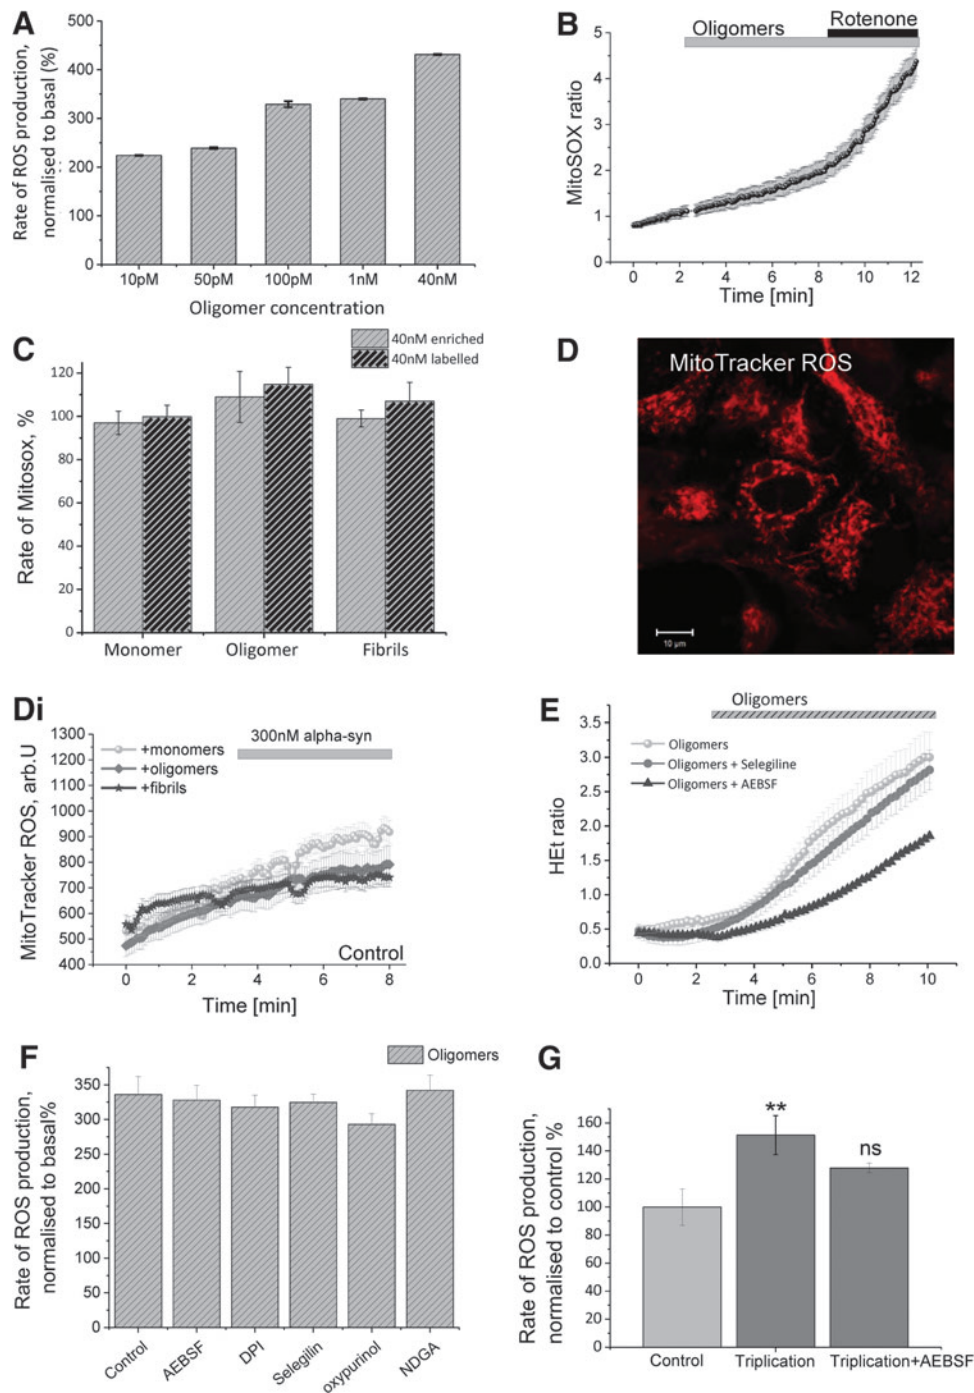 A
Rate of ROS production,
normalised to basal (%)
500
400
300
200
100
0
10pM
50pM
100pM
1nM
40nM
Oligomer concentration
B
Oligomers
Rotenone
MitoSOX ratio
5
4
3
2
1
0
0
2
4
6
8
10
12
Time [min]
C
40nM enriched
40nM labelled
Rate of Mitosox, %
120
100
80
60
40
20
0
Monomer
Oligomer
Fibrils
D
MitoTracker ROS
10 µm
Di
MitoTracker ROS, arb.U
1300
1200
1100
1000
900
800
700
600
500
400
+monomers
+oligomers
+fibrils
300nM alpha-syn
Control
0
2
4
6
8
Time [min]
E
Oligomers
Oligomers
Oligomers + Selegiline
Oligomers + AEBSF
HEt ratio
3.5
3.0
2.5
2.0
1.5
1.0
0.5
0.0
0
2
4
6
8
10
Time [min]
F
Oligomers
Rate of ROS production,
normalised to basal%
350
300
250
200
150
100
50
0
Control
AEBSF
DPI
Selegilin
oxypurinol
NDGA
G
Rate of ROS production,
normalised to control %
160
140
120
100
80
60
40
20
0
**
ns
Control
Triplication
Triplication+AEBSF